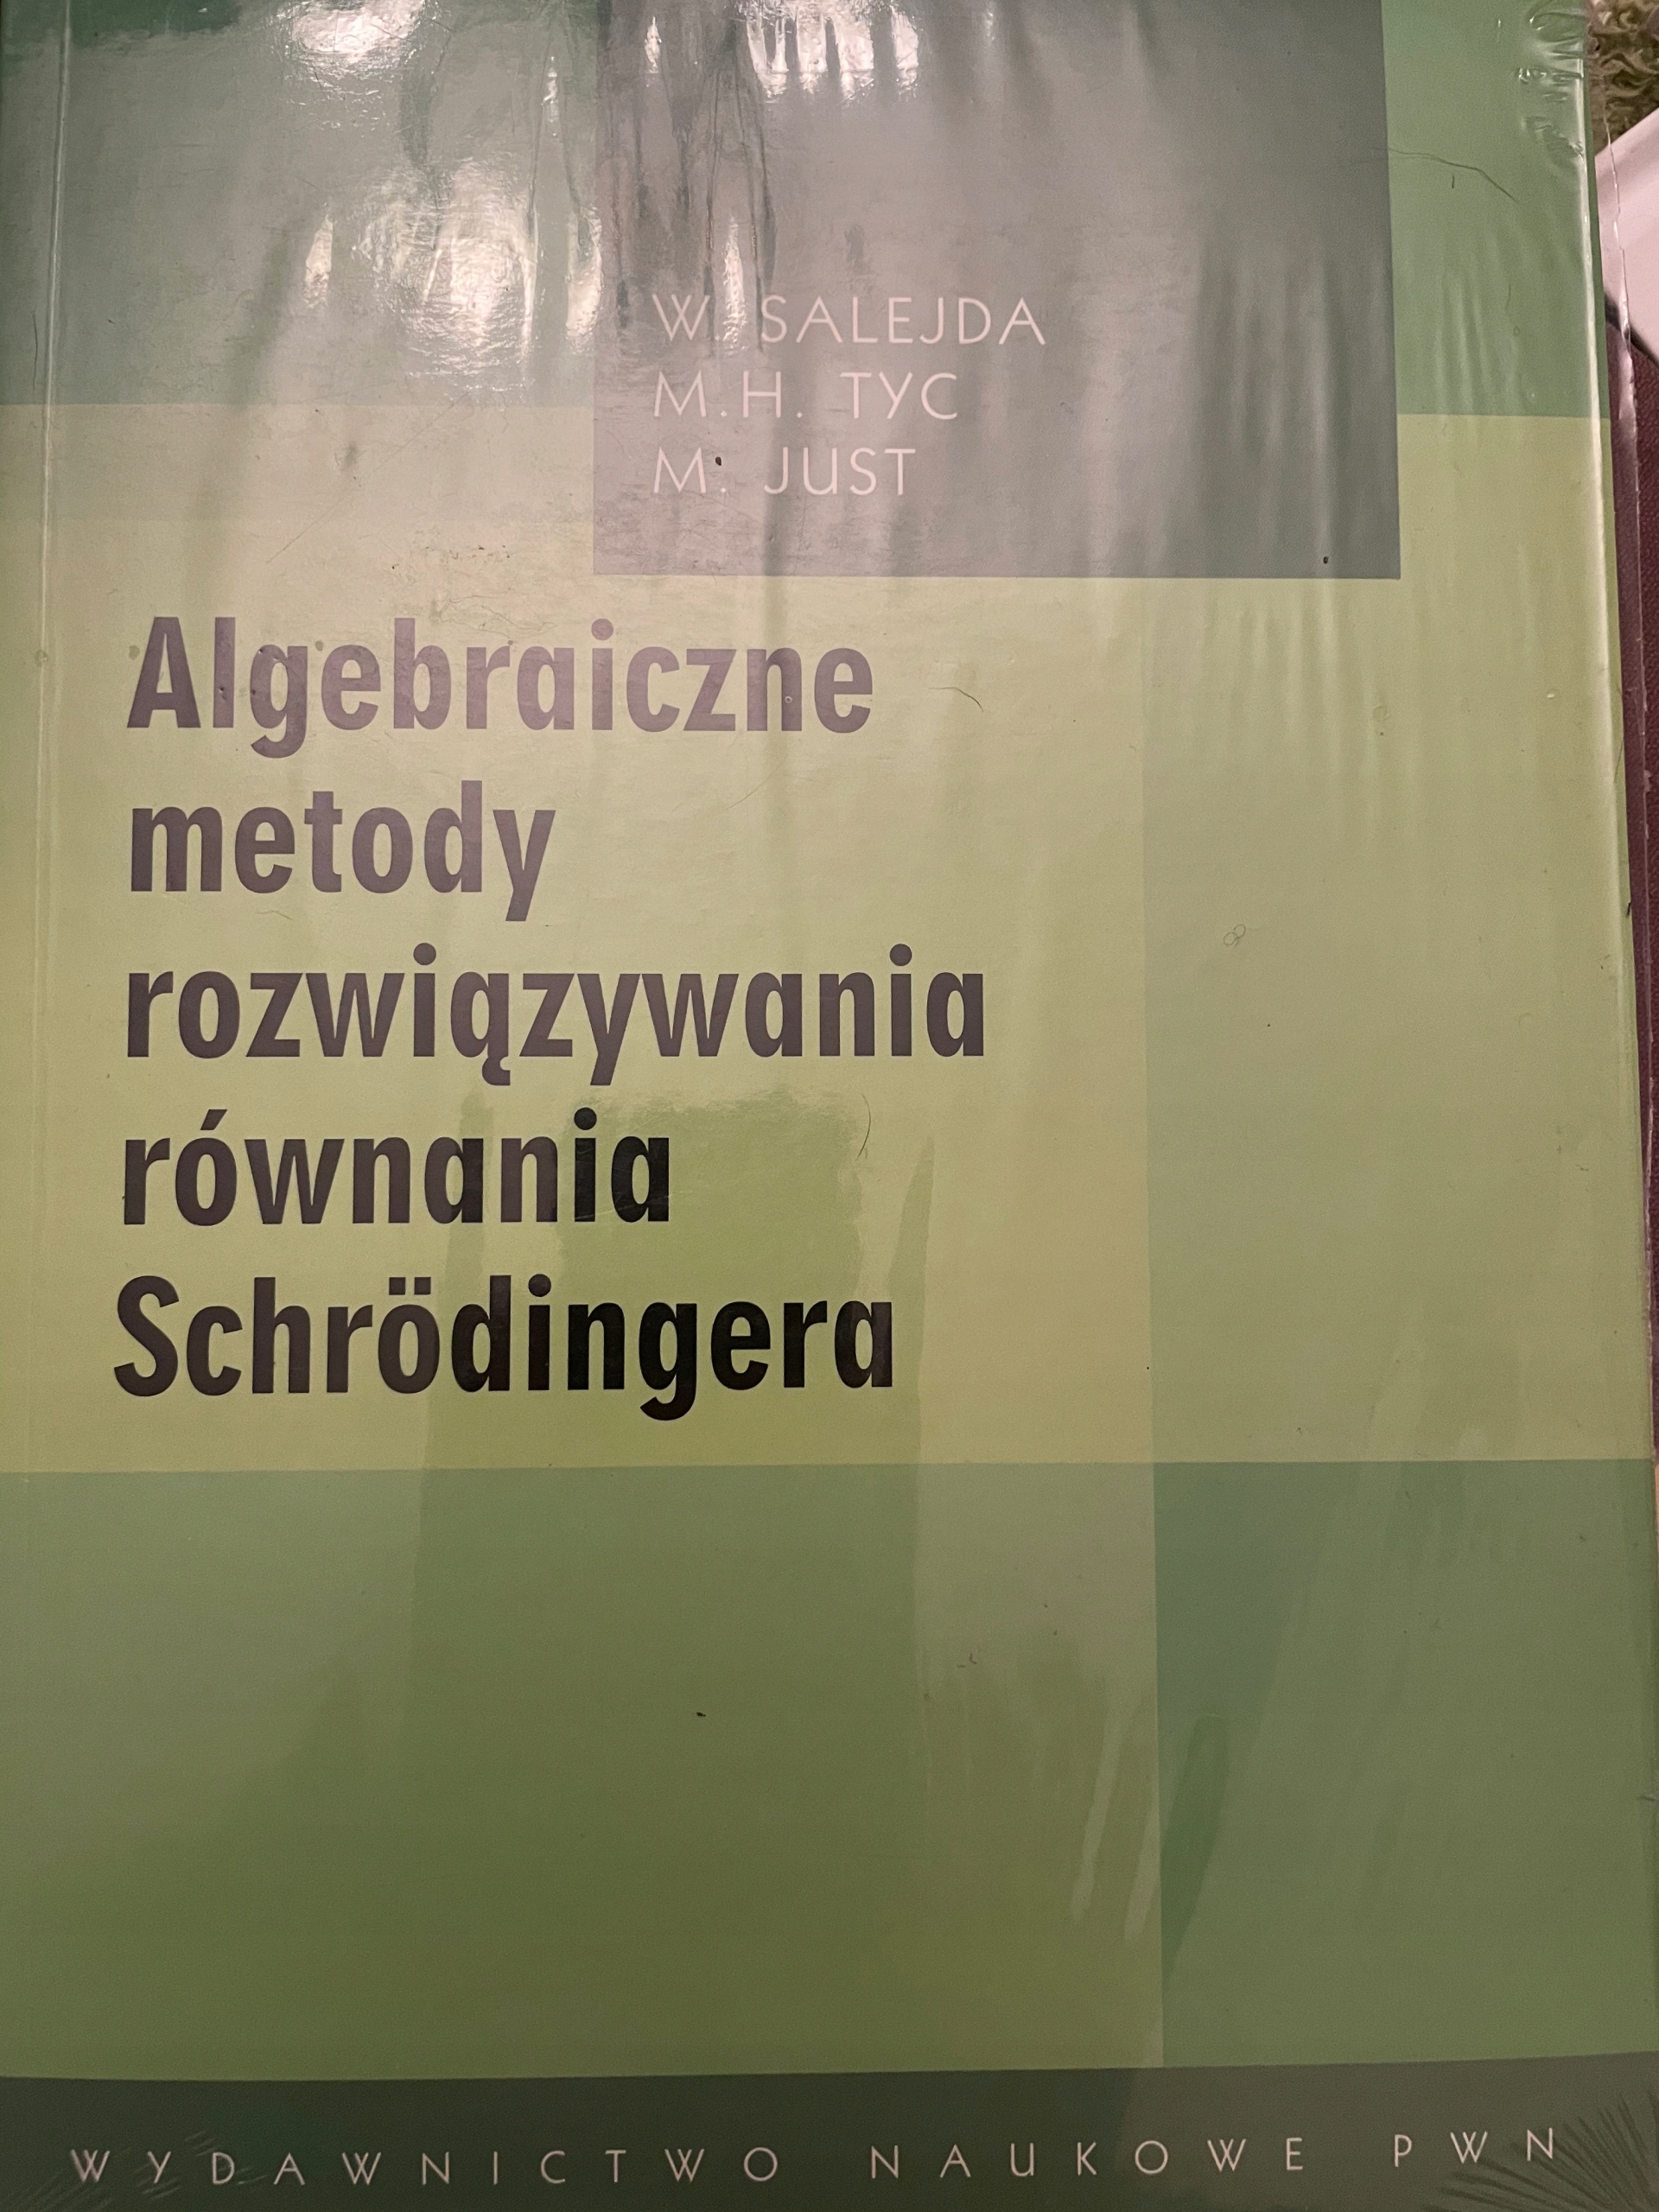 W. SALEJDA
M.H. TYC
M. JUST
Algebraiczne
metody
rozwiązywania
równania
Schrödingera
WYDAWNICTWO NAUKOWE PWN